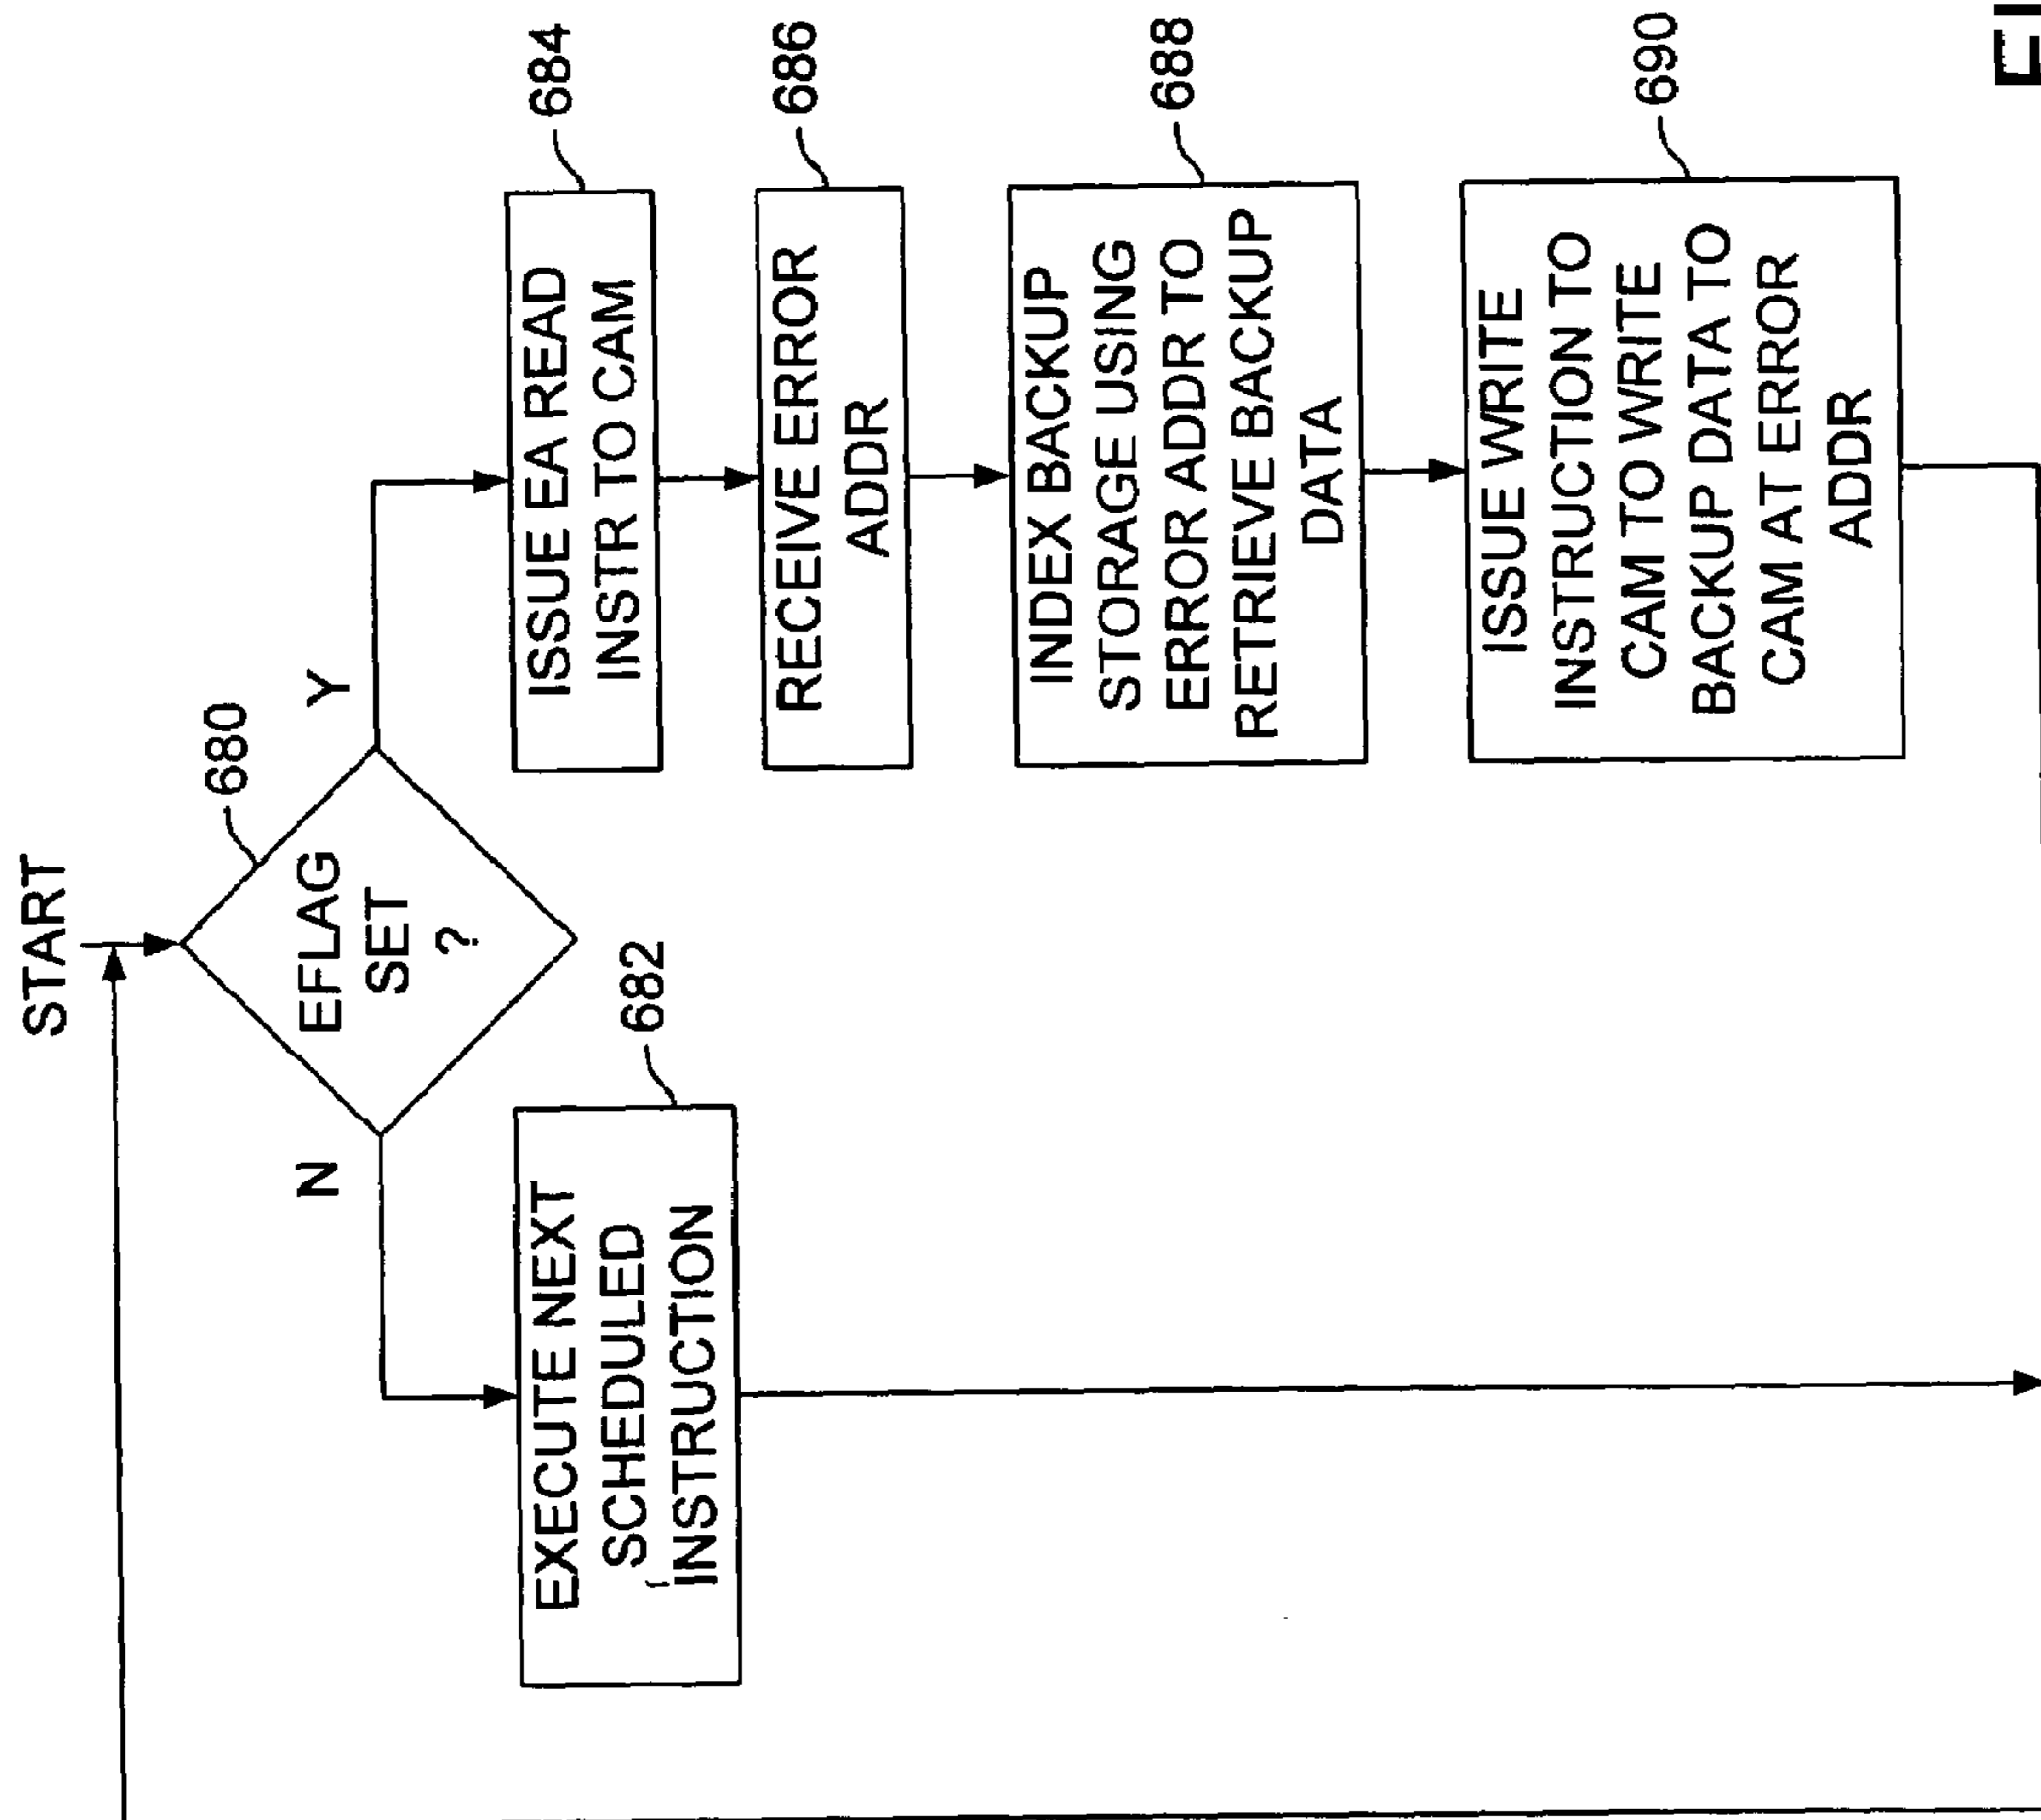 START
680
EFLAG
SET
?
Y
N
682
EXECUTE NEXT
SCHEDULED
INSTRUCTION
684
ISSUE EA READ
INSTR TO CAM
686
RECEIVE ERROR
ADDR
688
INDEX BACKUP
STORAGE USING
ERROR ADDR TO
RETRIEVE BACKUP
DATA
690
ISSUE WRITE
INSTRUCTION TO
CAM TO WRITE
BACKUP DATA TO
CAM AT ERROR
ADDR